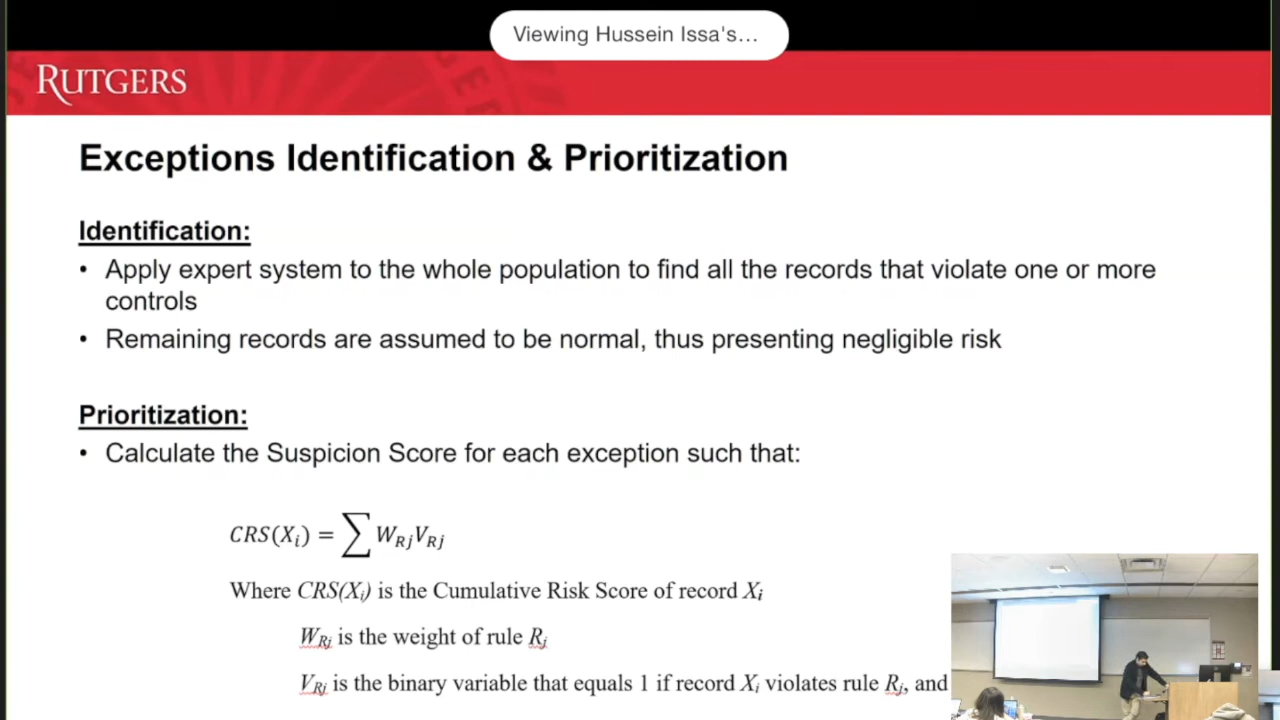 Viewing Hussein Issa's…
RUTGERS
Exceptions Identification & Prioritization
Identification:
• Apply expert system to the whole population to find all the records that violate one or more
controls
• Remaining records are assumed to be normal, thus presenting negligible risk
Prioritization:
• Calculate the Suspicion Score for each exception such that:
CRS(Xᵢ) = ∑ W_Rj V_Rj
Where CRS(Xᵢ) is the Cumulative Risk Score of record Xᵢ
W_Rj is the weight of rule Rⱼ
V_Rj is the binary variable that equals 1 if record Xᵢ violates rule Rⱼ, and